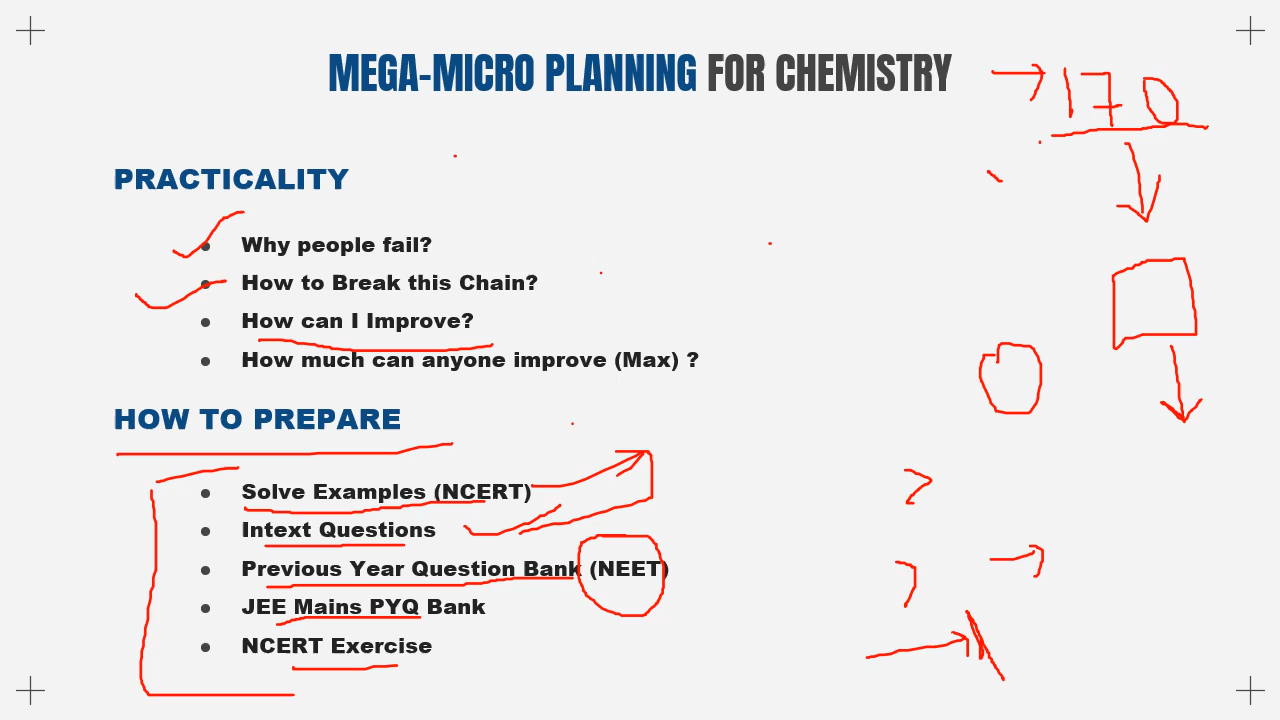 MEGA-MICRO PLANNING FOR CHEMISTRY
170
PRACTICALITY
● Why people fail?
● How to Break this Chain?
● How can I Improve?
● How much can anyone improve (Max) ?
HOW TO PREPARE
● Solve Examples (NCERT)
● Intext Questions
● Previous Year Question Bank (NEET)
● JEE Mains PYQ Bank
● NCERT Exercise